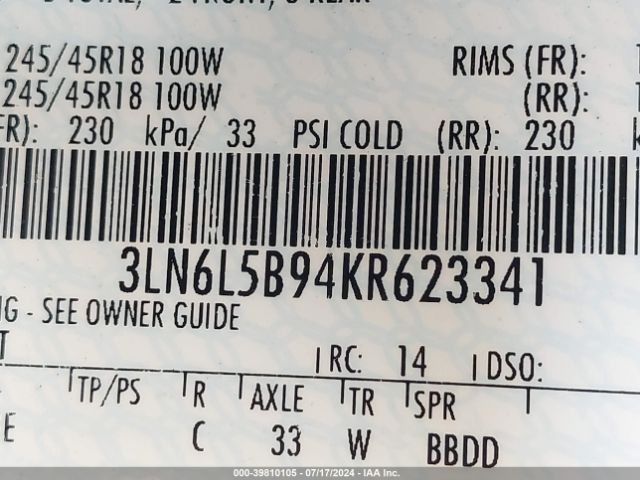 245/45R18 100W RIMS (FR):
245/45R18 100W (RR):
230 kPa/ 33 PSI COLD (RR): 230
3LN6L5B94KR623341
- SEE OWNER GUIDE
RC: 14 DSO:
TP/PS R AXLE TR SPR
E C 33 W BBDD
000-39810105 - 07/17/2024 - IAA Inc.